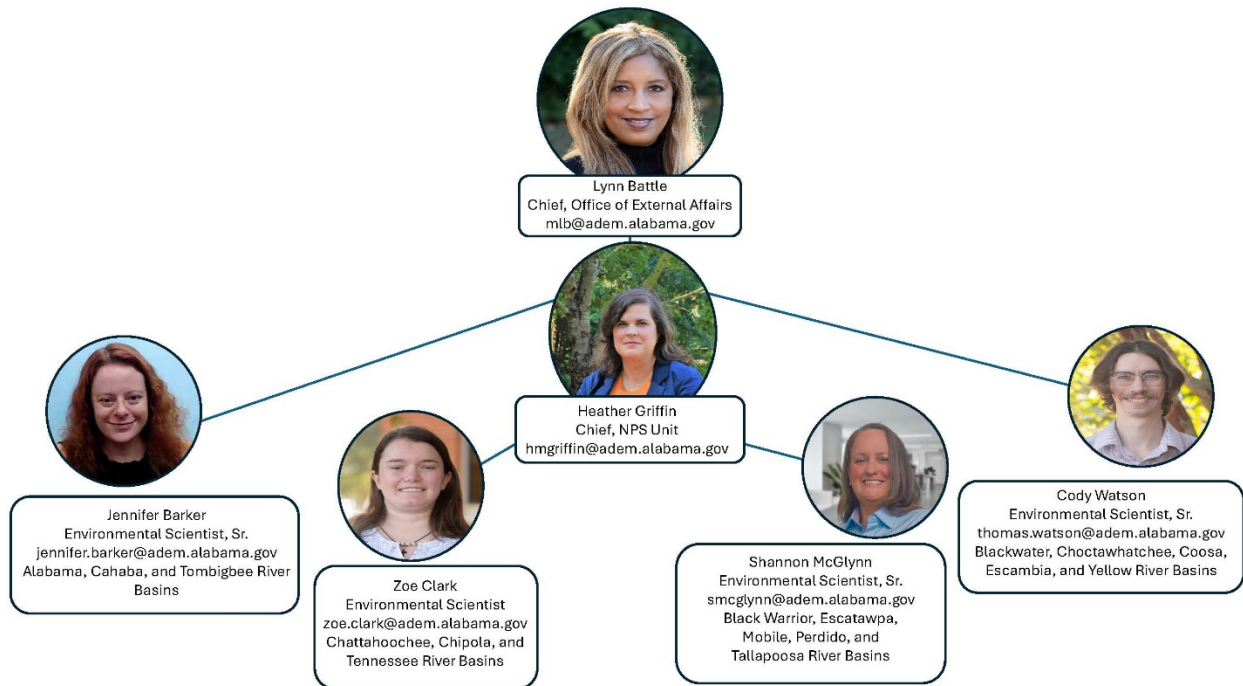 Lynn Battle
Chief, Office of External Affairs
mlb@adem.alabama.gov
Heather Griffin
Chief, NPS Unit
hmgriffin@adem.alabama.gov
Jennifer Barker
Environmental Scientist, Sr.
jennifer.barker@adem.alabama.gov
Alabama, Cahaba, and Tombigbee River
Basins
Zoe Clark
Environmental Scientist
zoe.clark@adem.alabama.gov
Chattahoochee, Chipola, and
Tennessee River Basins
Shannon McGlynn
Environmental Scientist, Sr.
smcglynn@adem.alabama.gov
Black Warrior, Escatawpa,
Mobile, Perdido, and
Tallapoosa River Basins
Cody Watson
Environmental Scientist, Sr.
thomas.watson@adem.alabama.gov
Blackwater, Choctawhatchee, Coosa,
Escambia, and Yellow River Basins